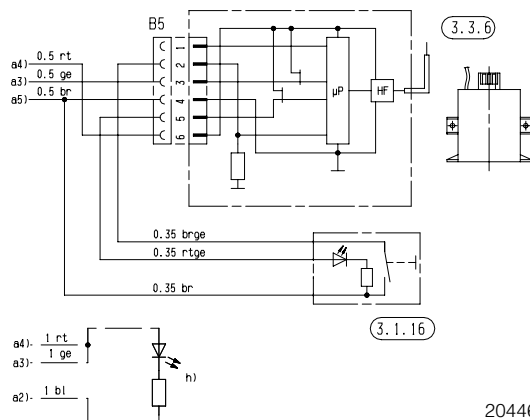 B5
3.3.6
0.5 rt
a4)
0.5 ge
a3)
0.5 br
a5)
1
2
3
4
5
6
µP
HF
0.35 brge
0.35 rtge
0.35 br
3.1.16
a4)- 1 rt
a3)- 1 ge
h)
a2)- 1 bl
20446